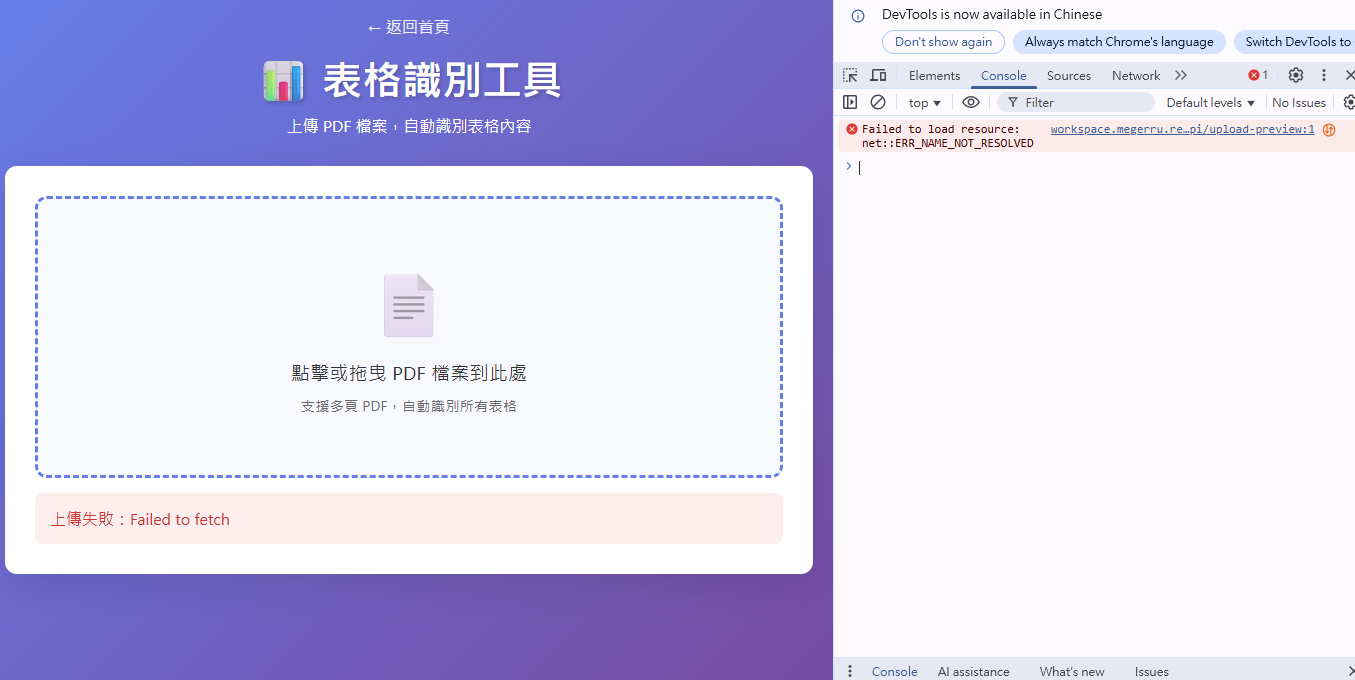 ← 返回首頁
表格識別工具
上傳 PDF 檔案，自動識別表格內容
點擊或拖曳 PDF 檔案到此處
支援多頁 PDF，自動識別所有表格
上傳失敗：Failed to fetch
DevTools is now available in Chinese
Don't show again
Always match Chrome's language
Switch DevTools to
Elements
Console
Sources
Network
1
top
Filter
Default levels
No Issues
Failed to load resource: workspace.megerru.re…pi/upload-preview:1
net::ERR_NAME_NOT_RESOLVED
Console
AI assistance
What's new
Issues